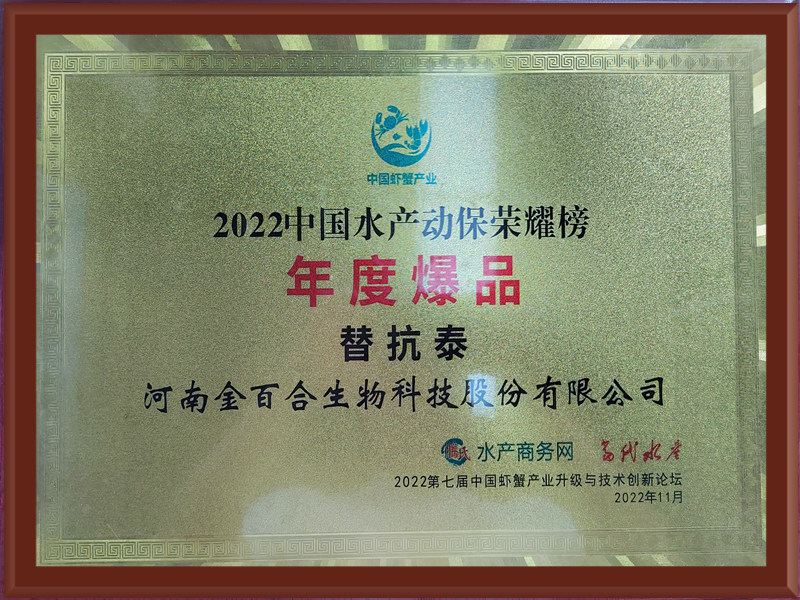 中国虾蟹产业
2022中国水产动保荣耀榜
年度爆品
替抗泰
河南金百合生物科技股份有限公司
水产商务网
当代水产
2022第七届中国虾蟹产业升级与技术创新论坛
2022年11月